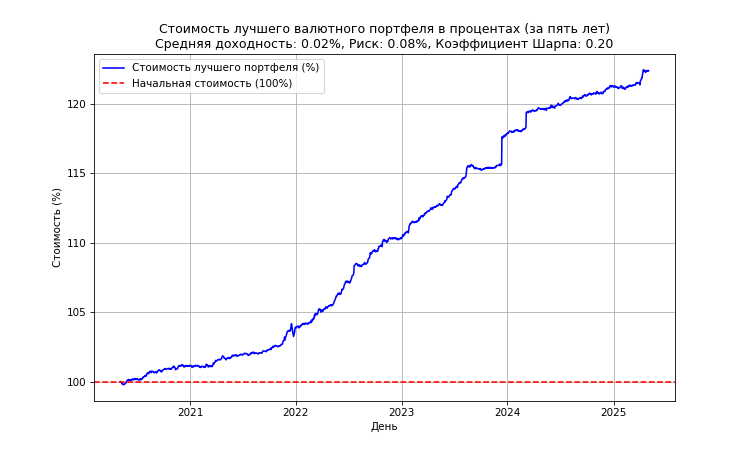 Стоимость лучшего валютного портфеля в процентах (за пять лет)
Средняя доходность: 0.02%, Риск: 0.08%, Коэффициент Шарпа: 0.20
Стоимость лучшего портфеля (%)
Начальная стоимость (100%)
Стоимость (%)
120
115
110
105
100
2021
2022
2023
2024
2025
День